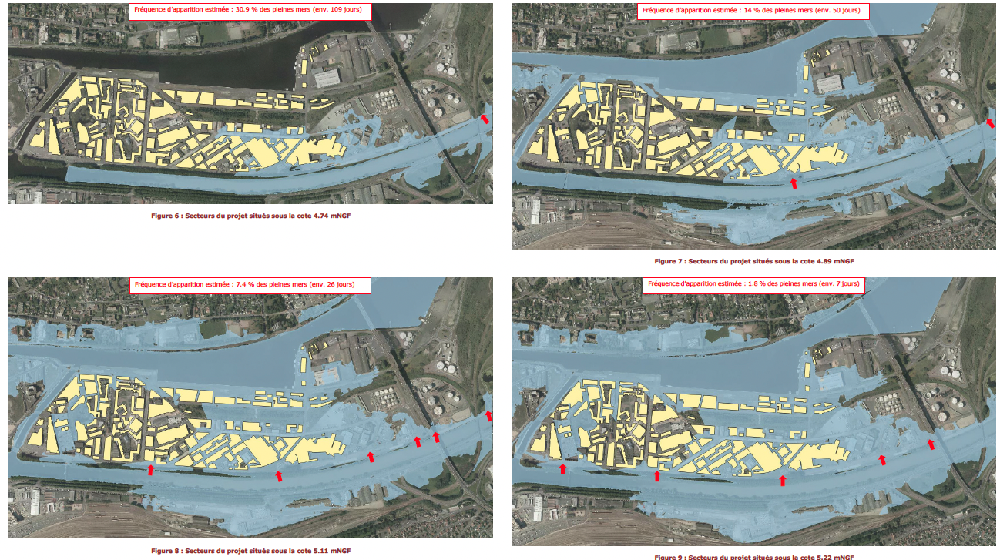 Fréquence d'apparition estimée : 30.9 % des pleines mers (env. 109 jours)
Figure 6 : Secteurs du projet situés sous la cote 4.74 mNGF
Fréquence d'apparition estimée : 14 % des pleines mers (env. 50 jours)
Figure 7 : Secteurs du projet situés sous la cote 4.89 mNGF
Fréquence d'apparition estimée : 7.4 % des pleines mers (env. 26 jours)
Figure 8 : Secteurs du projet situés sous la cote 5.11 mNGF
Fréquence d'apparition estimée : 1.8 % des pleines mers (env. 7 jours)
Figure 9 : Secteurs du projet situés sous la cote 5.22 mNGF